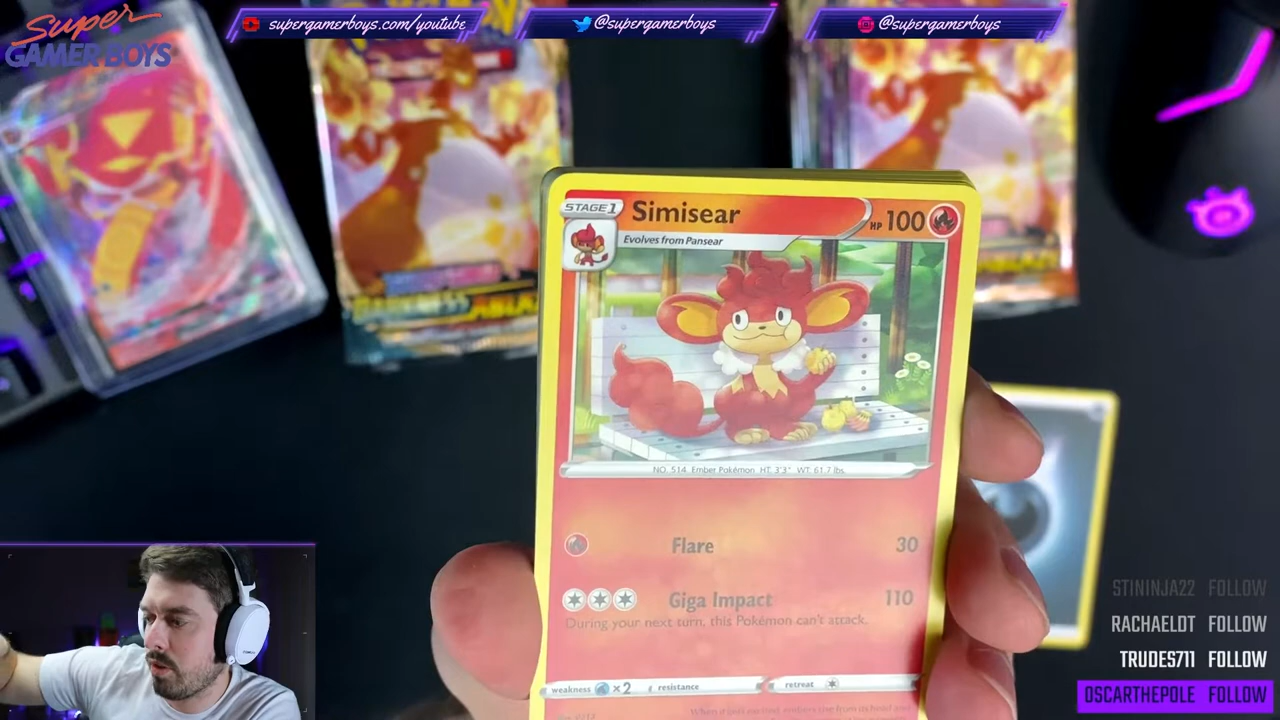 Super
GAMER BOYS
supergamerboys.com/youtube
@supergamerboys
@supergamerboys
DARKNESS ABLAZE
STAGE 1
Simisear
HP 100
Evolves from Pansear
NO. 514 Ember Pokémon HT: 3'3" WT: 61.7 lbs.
Flare 30
Giga Impact 110
During your next turn, this Pokémon can't attack.
weakness ×2 resistance retreat
STININJA22 FOLLOW
RACHAELDT FOLLOW
TRUDES711 FOLLOW
OSCARTHEPOLE FOLLOW